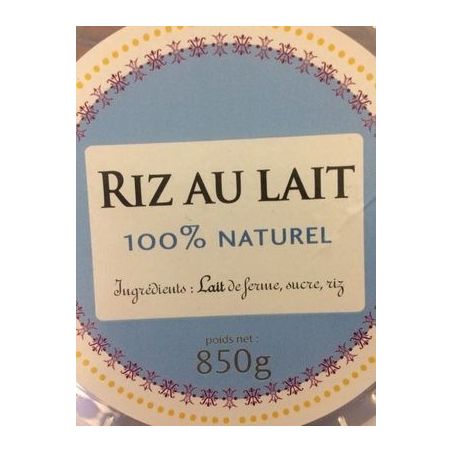 RIZ AU LAIT
100% NATUREL
Ingrédients : Lait de ferme, sucre, riz
poids net :
850g